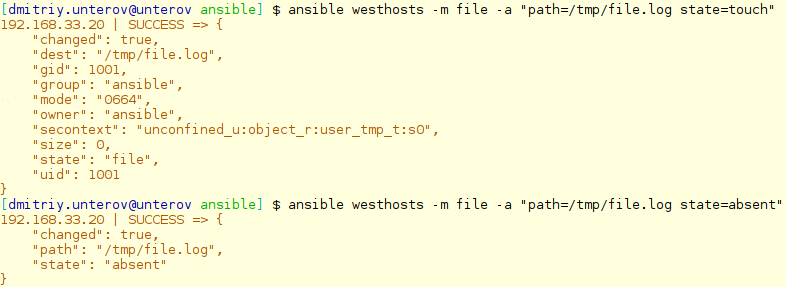 [dmitriy.unterov@unterov ansible] $ ansible westhosts -m file -a "path=/tmp/file.log state=touch"
192.168.33.20 | SUCCESS => {
    "changed": true,
    "dest": "/tmp/file.log",
    "gid": 1001,
    "group": "ansible",
    "mode": "0664",
    "owner": "ansible",
    "secontext": "unconfined_u:object_r:user_tmp_t:s0",
    "size": 0,
    "state": "file",
    "uid": 1001
}
[dmitriy.unterov@unterov ansible] $ ansible westhosts -m file -a "path=/tmp/file.log state=absent"
192.168.33.20 | SUCCESS => {
    "changed": true,
    "path": "/tmp/file.log",
    "state": "absent"
}